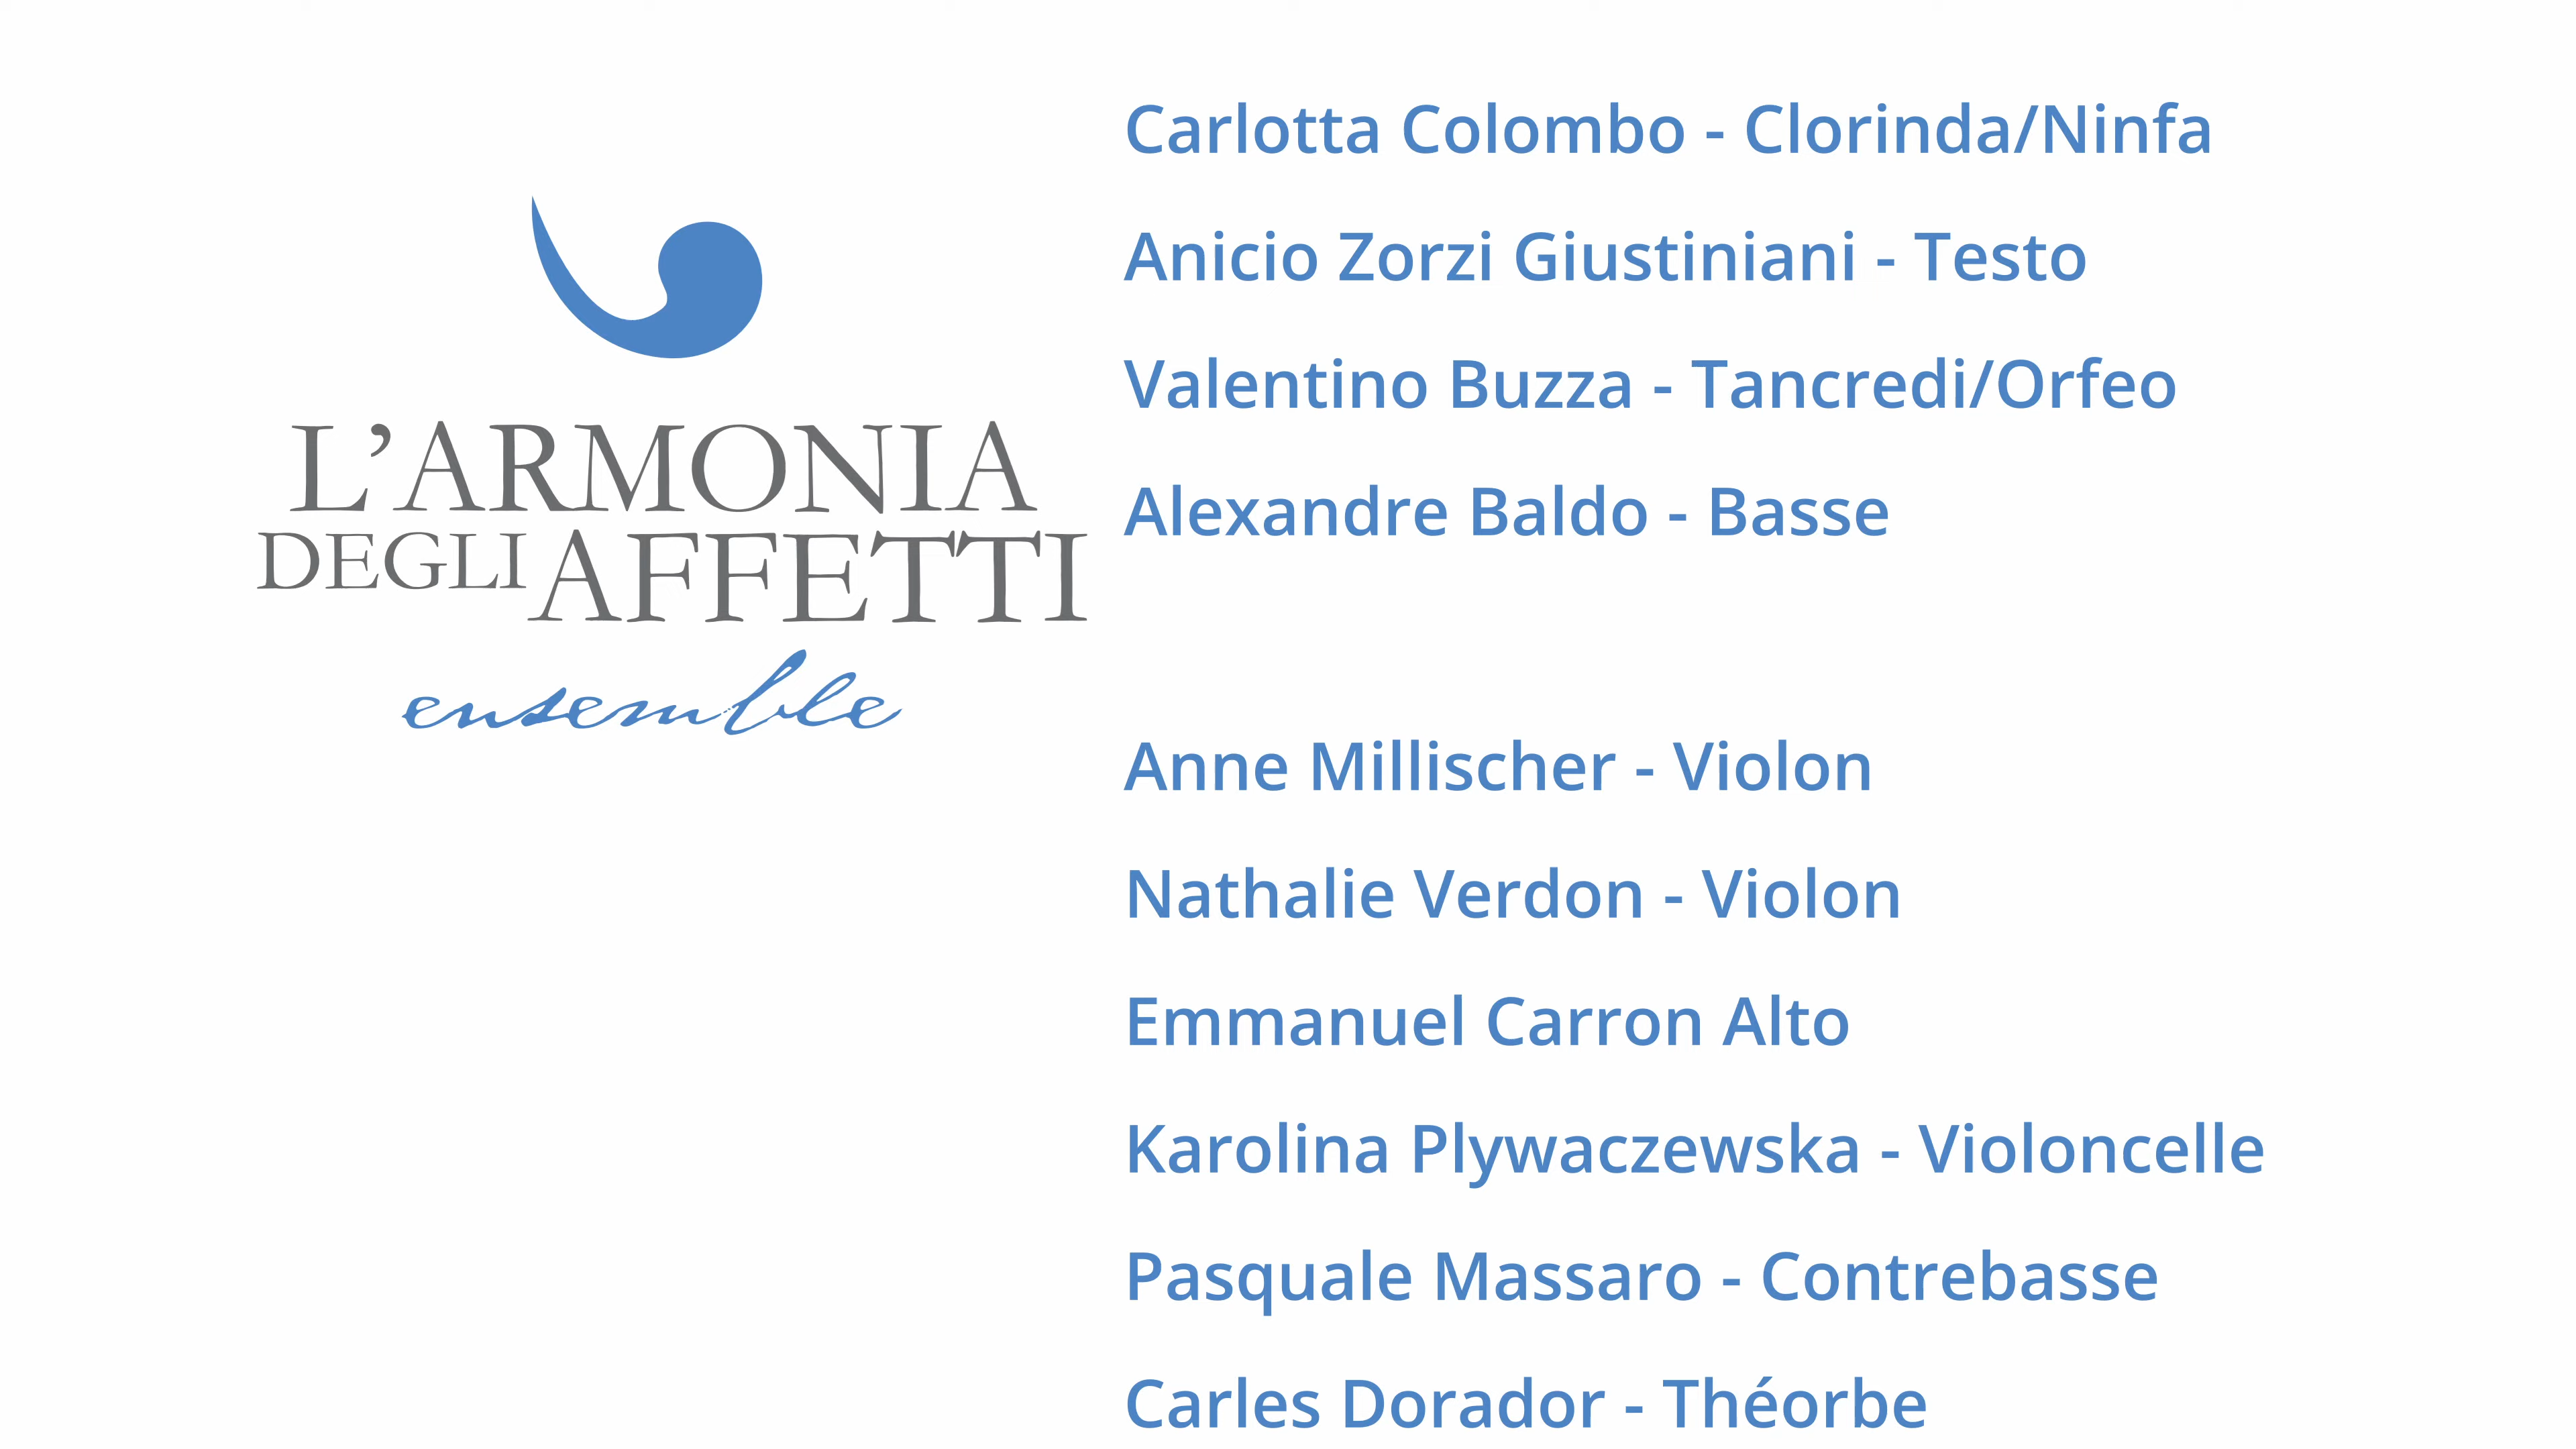 L'ARMONIA
DEGLI AFFETTI
ensemble
Carlotta Colombo - Clorinda/Ninfa
Anicio Zorzi Giustiniani - Testo
Valentino Buzza - Tancredi/Orfeo
Alexandre Baldo - Basse
Anne Millischer - Violon
Nathalie Verdon - Violon
Emmanuel Carron Alto
Karolina Plywaczewska - Violoncelle
Pasquale Massaro - Contrebasse
Carles Dorador - Théorbe